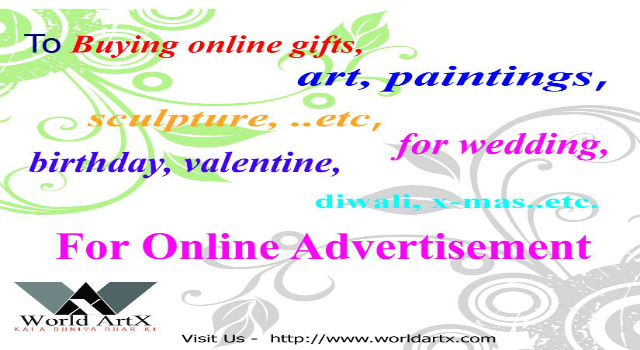 To Buying online gifts,
art, paintings,
sculpture, ..etc,
for wedding,
birthday, valentine,
diwali, x-mas..etc.
For Online Advertisement
World ArtX
KALA DUNIYA DUAR KI
Visit Us - http://www.worldartx.com